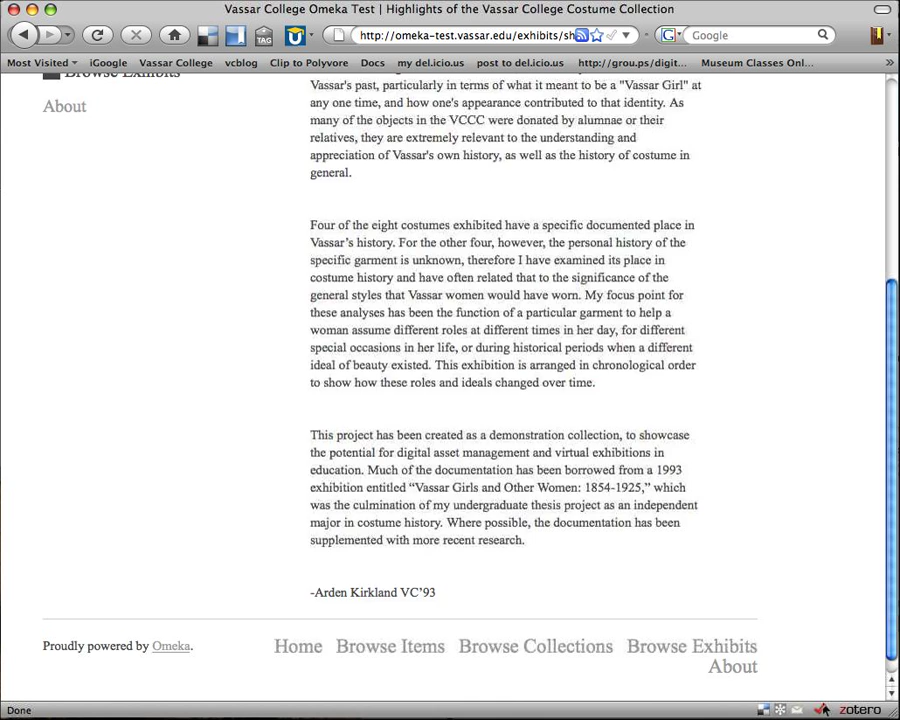 Vassar College Omeka Test | Highlights of the Vassar College Costume Collection
http://omeka-test.vassar.edu/exhibits/sh
Google
Most Visited iGoogle Vassar College vcblog Clip to Polyvore Docs my del.icio.us post to del.icio.us http://grou.ps/digit... Museum Classes Onl... »
Browse Exhibits
About
Vassar's past, particularly in terms of what it meant to be a "Vassar Girl" at
any one time, and how one's appearance contributed to that identity. As
many of the objects in the VCCC were donated by alumnae or their
relatives, they are extremely relevant to the understanding and
appreciation of Vassar's own history, as well as the history of costume in
general.
Four of the eight costumes exhibited have a specific documented place in
Vassar’s history. For the other four, however, the personal history of the
specific garment is unknown, therefore I have examined its place in
costume history and have often related that to the significance of the
general styles that Vassar women would have worn. My focus point for
these analyses has been the function of a particular garment to help a
woman assume different roles at different times in her day, for different
special occasions in her life, or during historical periods when a different
ideal of beauty existed. This exhibition is arranged in chronological order
to show how these roles and ideals changed over time.
This project has been created as a demonstration collection, to showcase
the potential for digital asset management and virtual exhibitions in
education. Much of the documentation has been borrowed from a 1993
exhibition entitled “Vassar Girls and Other Women: 1854-1925,” which
was the culmination of my undergraduate thesis project as an independent
major in costume history. Where possible, the documentation has been
supplemented with more recent research.
-Arden Kirkland VC’93
Proudly powered by Omeka.
Home Browse Items Browse Collections Browse Exhibits
About
Done
zotero